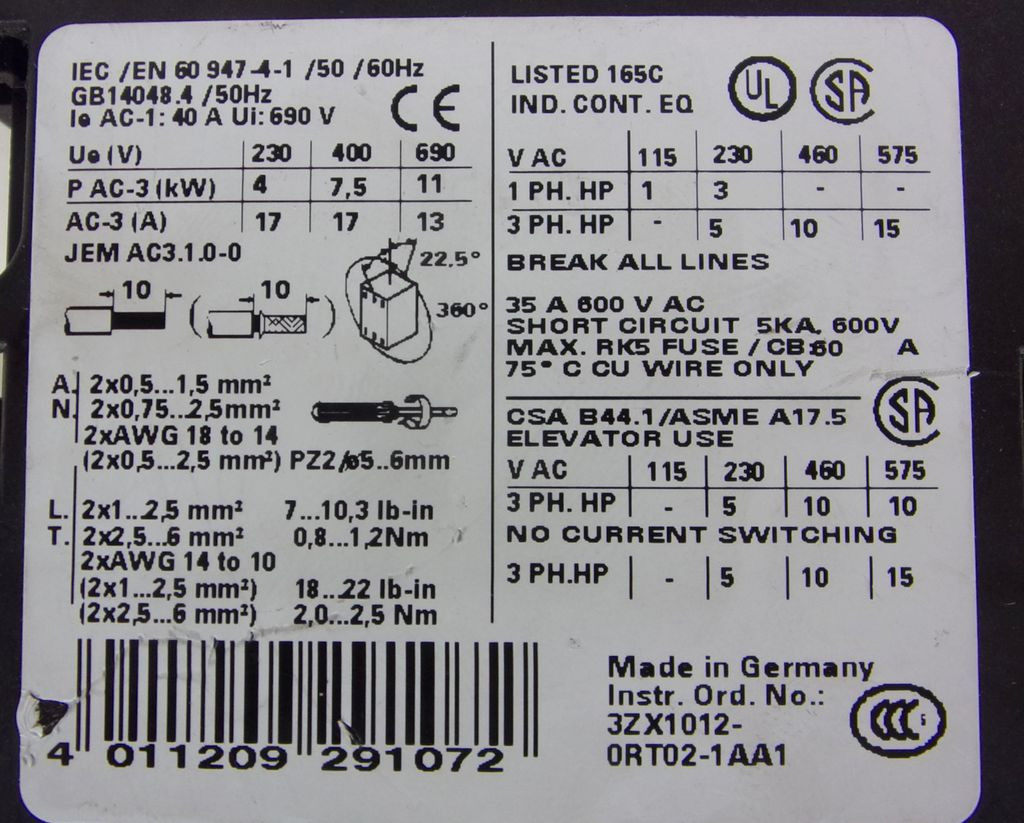 IEC /EN 60 947-4-1 /50 /60Hz
GB14048.4 /50Hz
Ie AC-1: 40 A Ui: 690 V
CE
Ue (V) 230 400 690
P AC-3 (kW) 4 7,5 11
AC-3 (A) 17 17 13
JEM AC3.1.0-0
22,5°
360°
10 ( 10 )
A. 2x0,5...1,5 mm²
N. 2x0,75...2,5mm²
2xAWG 18 to 14
(2x0,5...2,5 mm²) PZ2/ø5..6mm
L. 2x1...2,5 mm² 7...10,3 lb-in
T. 2x2,5...6 mm² 0,8...1,2Nm
2xAWG 14 to 10
(2x1...2,5 mm²) 18...22 lb-in
(2x2,5...6 mm²) 2,0...2,5 Nm
4 011209 291072
LISTED 165C
IND. CONT. EQ
UL SA
V AC 115 230 460 575
1 PH. HP 1 3 - -
3 PH. HP - 5 10 15
BREAK ALL LINES
35 A 600 V AC
SHORT CIRCUIT 5KA, 600V
MAX. RK5 FUSE / CB:60 A
75° C CU WIRE ONLY
CSA B44.1/ASME A17.5
ELEVATOR USE
SA
V AC 115 230 460 575
3 PH. HP - 5 10 10
NO CURRENT SWITCHING
3 PH.HP - 5 10 15
Made in Germany
Instr. Ord. No.:
3ZX1012-
0RT02-1AA1
CCC S